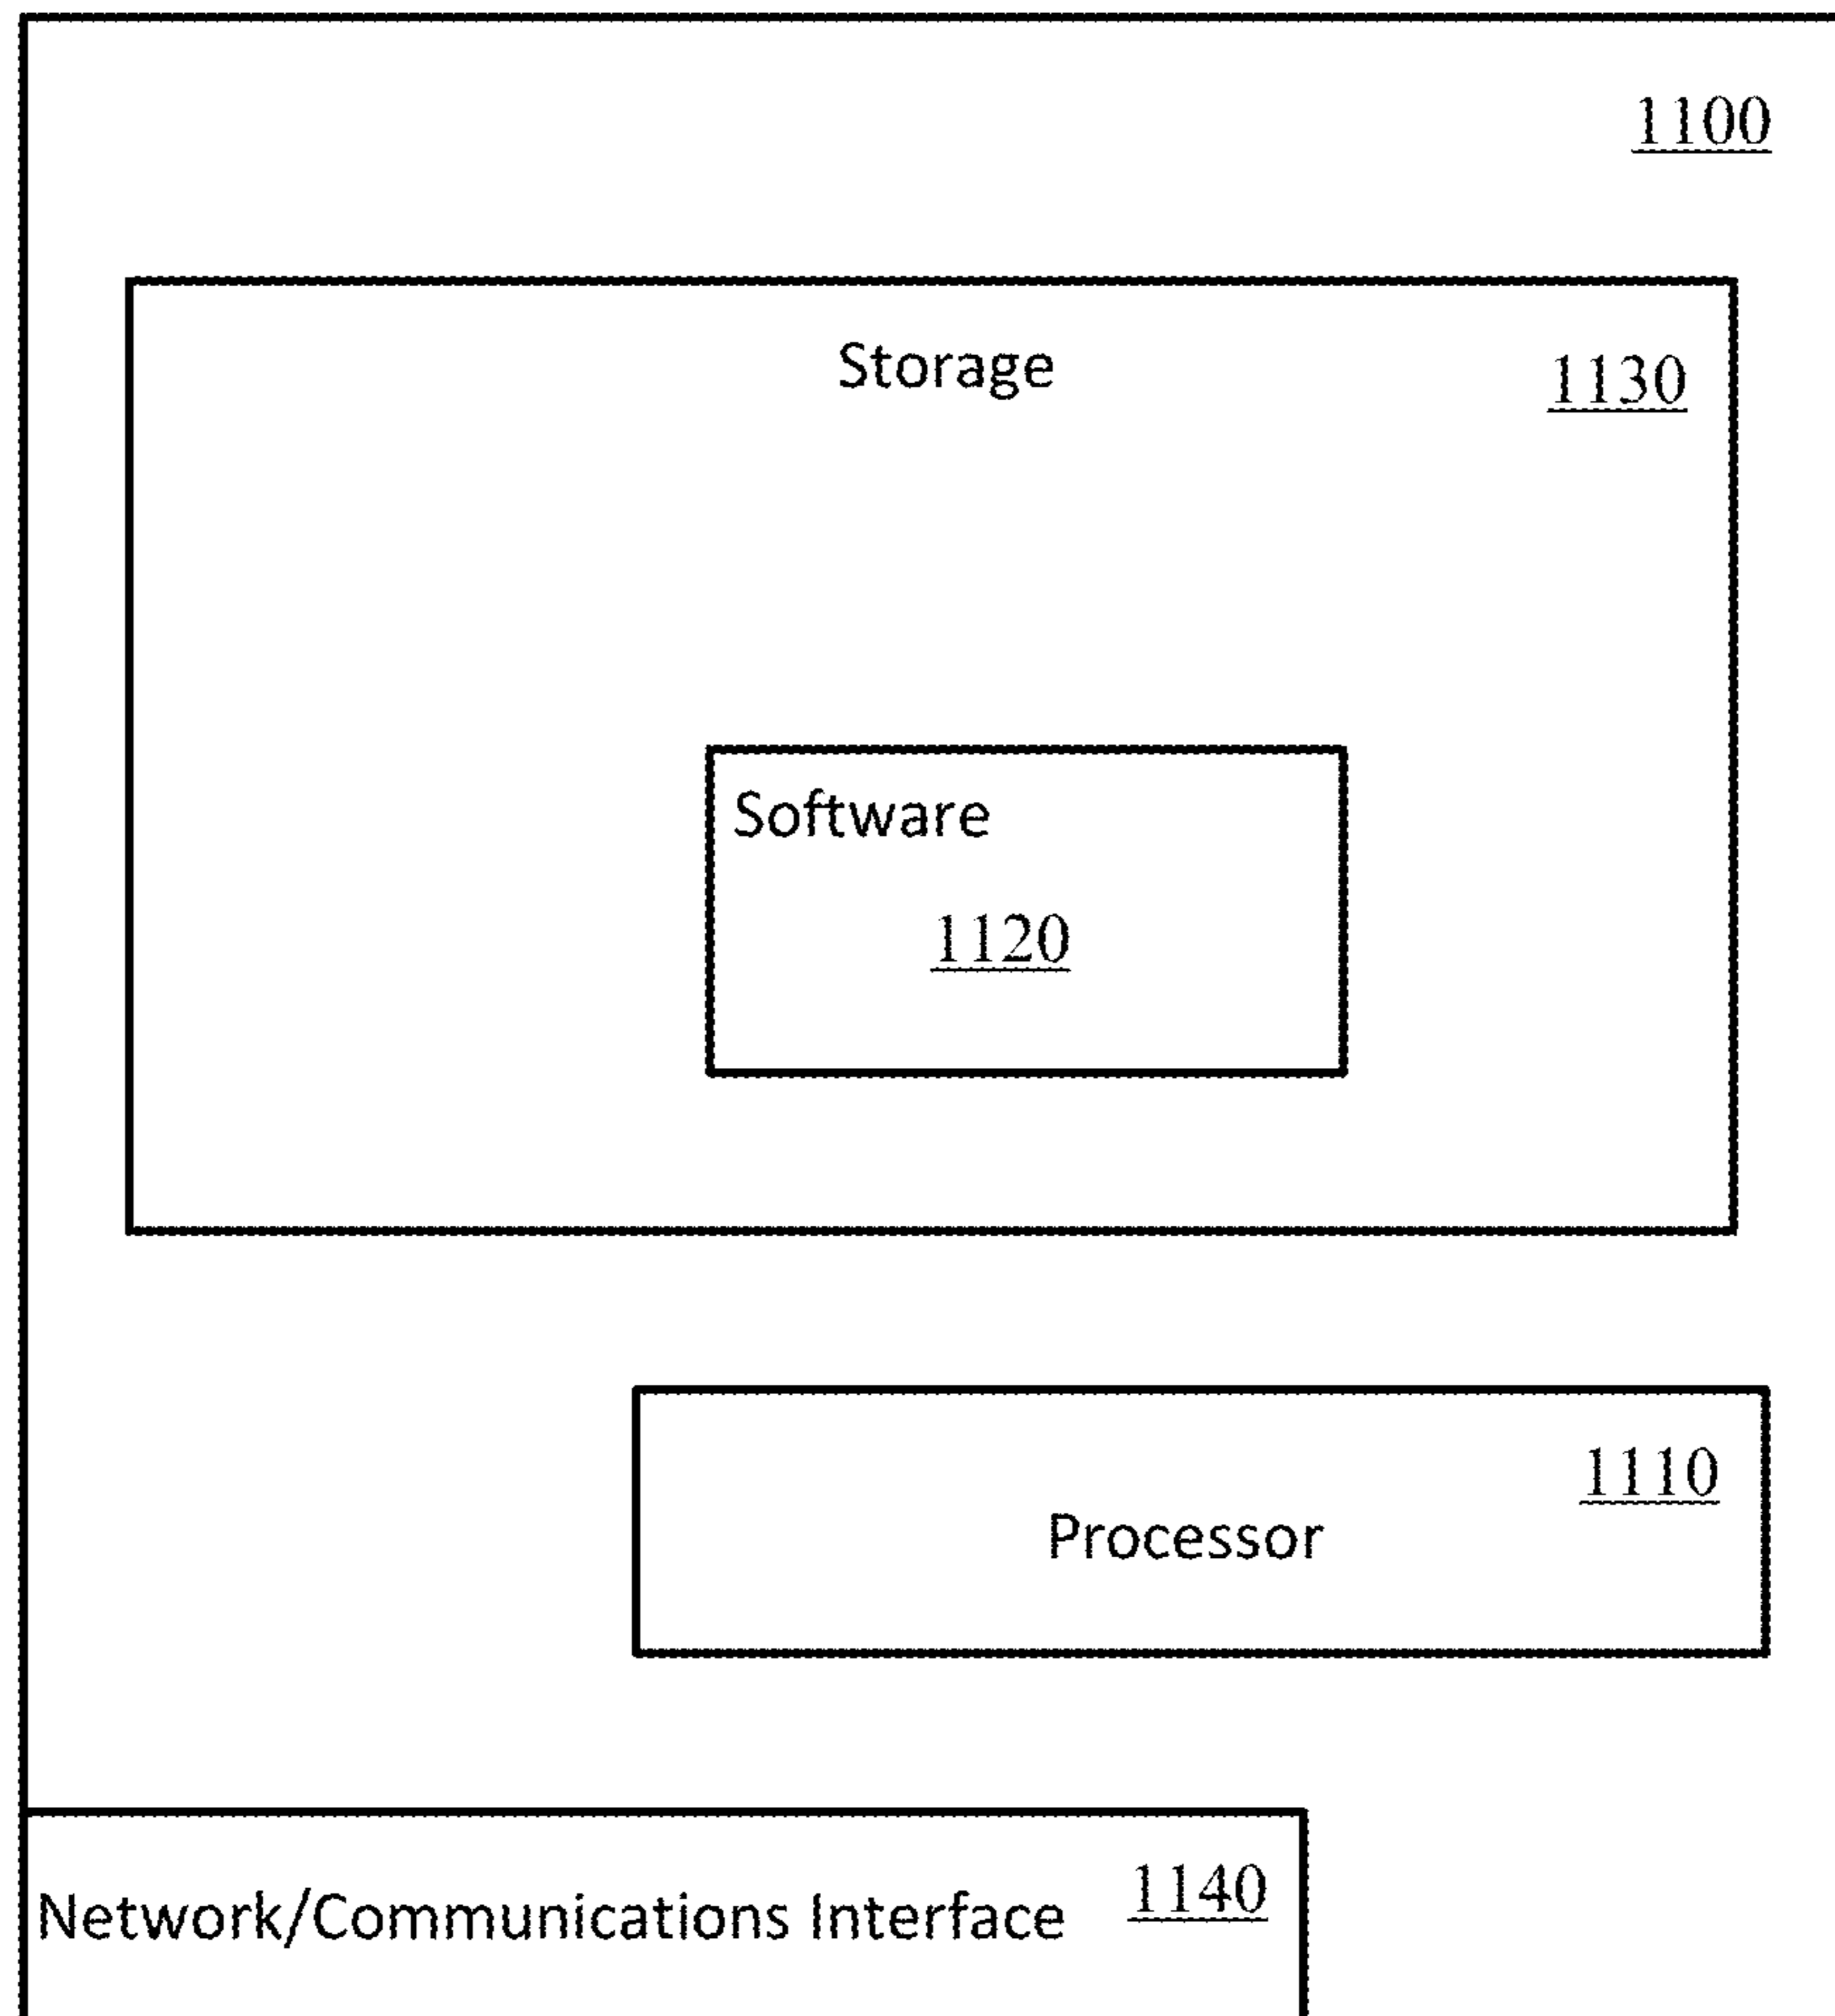 1100
Storage
1130
Software
1120
1110
Processor
Network/Communications Interface 1140